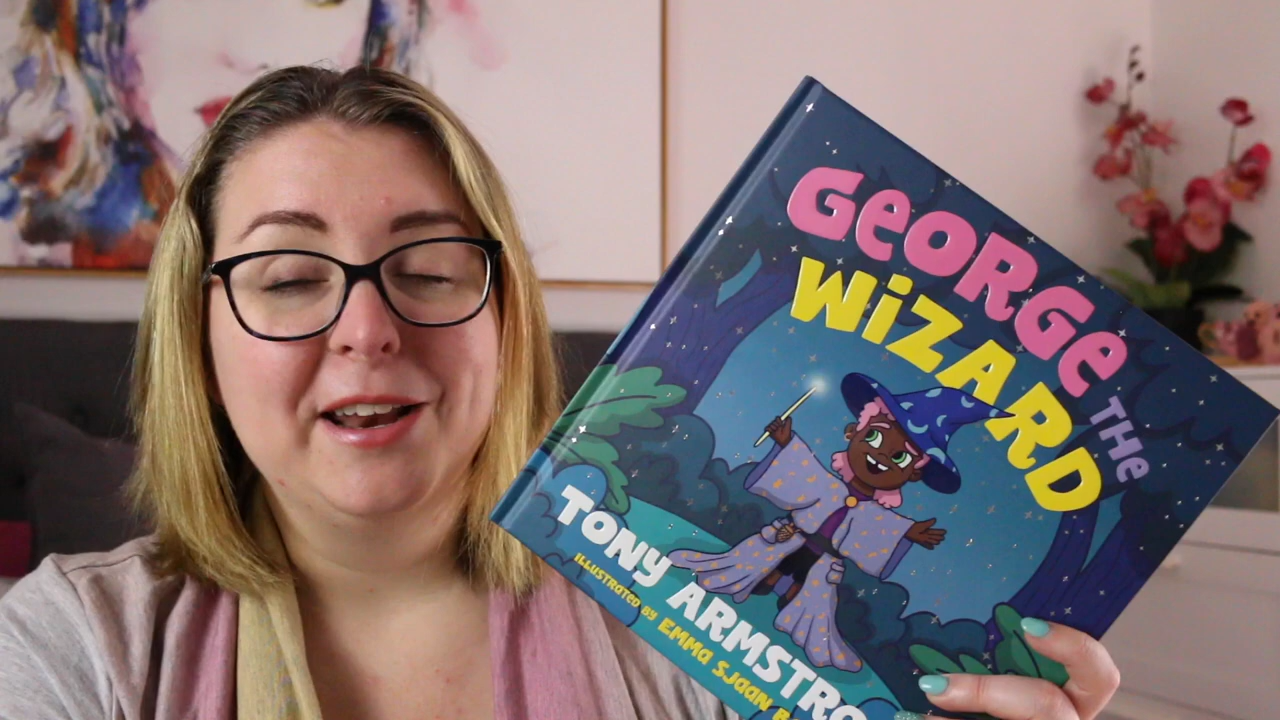 GeORGe
THe
WiZARD
TONY ARMSTRO
ILLUSTRATeD BY EMMA SJAAN